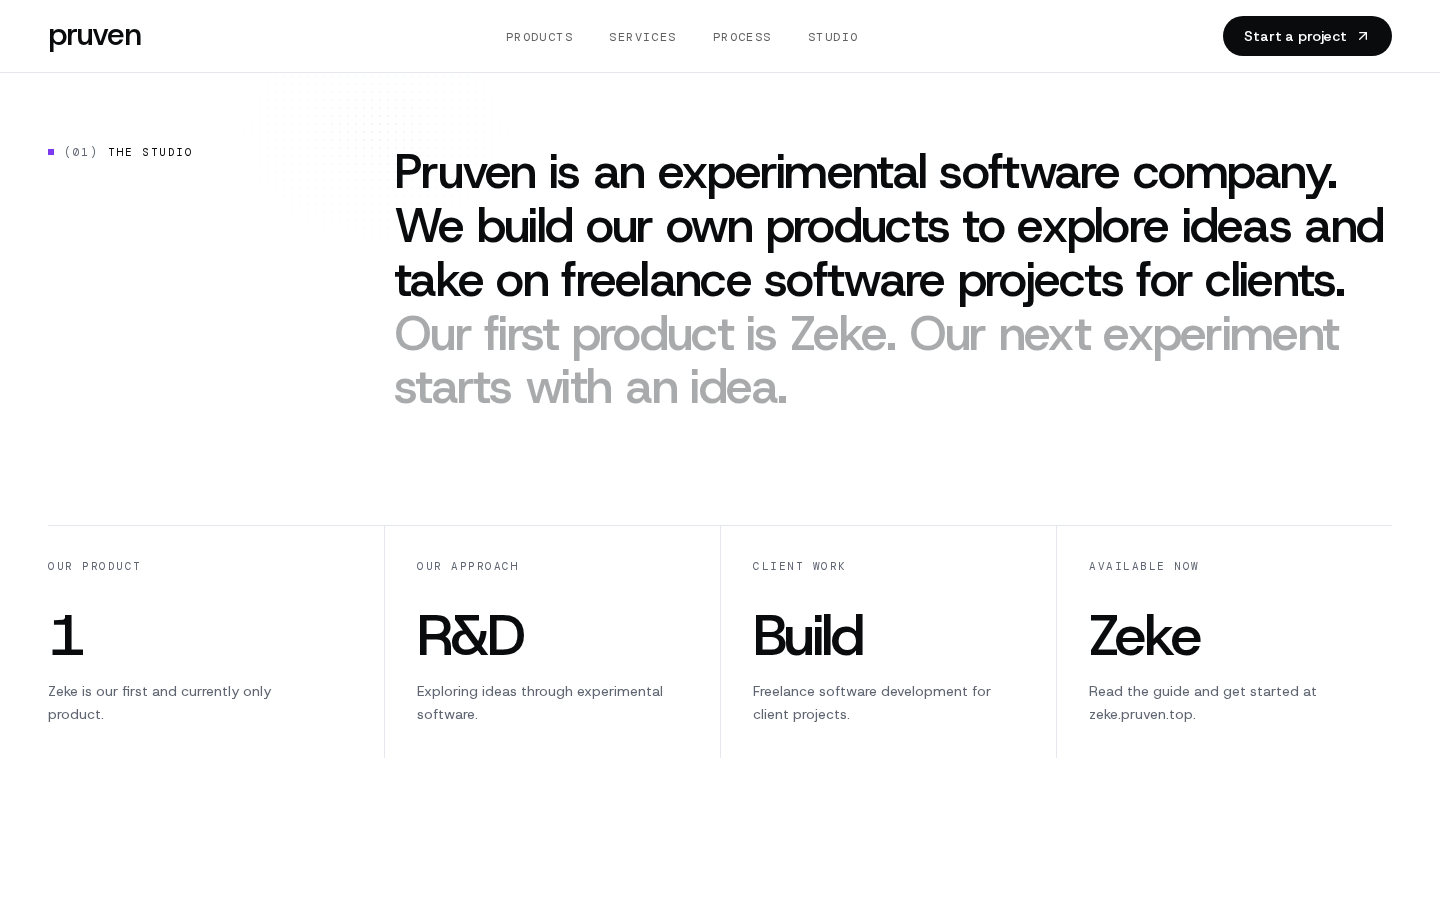 pruven
PRODUCTS
SERVICES
PROCESS
STUDIO
Start a project
(01) THE STUDIO
Pruven is an experimental software company.
We build our own products to explore ideas and
take on freelance software projects for clients.
Our first product is Zeke. Our next experiment
starts with an idea.
OUR PRODUCT
1
Zeke is our first and currently only
product.
OUR APPROACH
R&D
Exploring ideas through experimental
software.
CLIENT WORK
Build
Freelance software development for
client projects.
AVAILABLE NOW
Zeke
Read the guide and get started at
zeke.pruven.top.